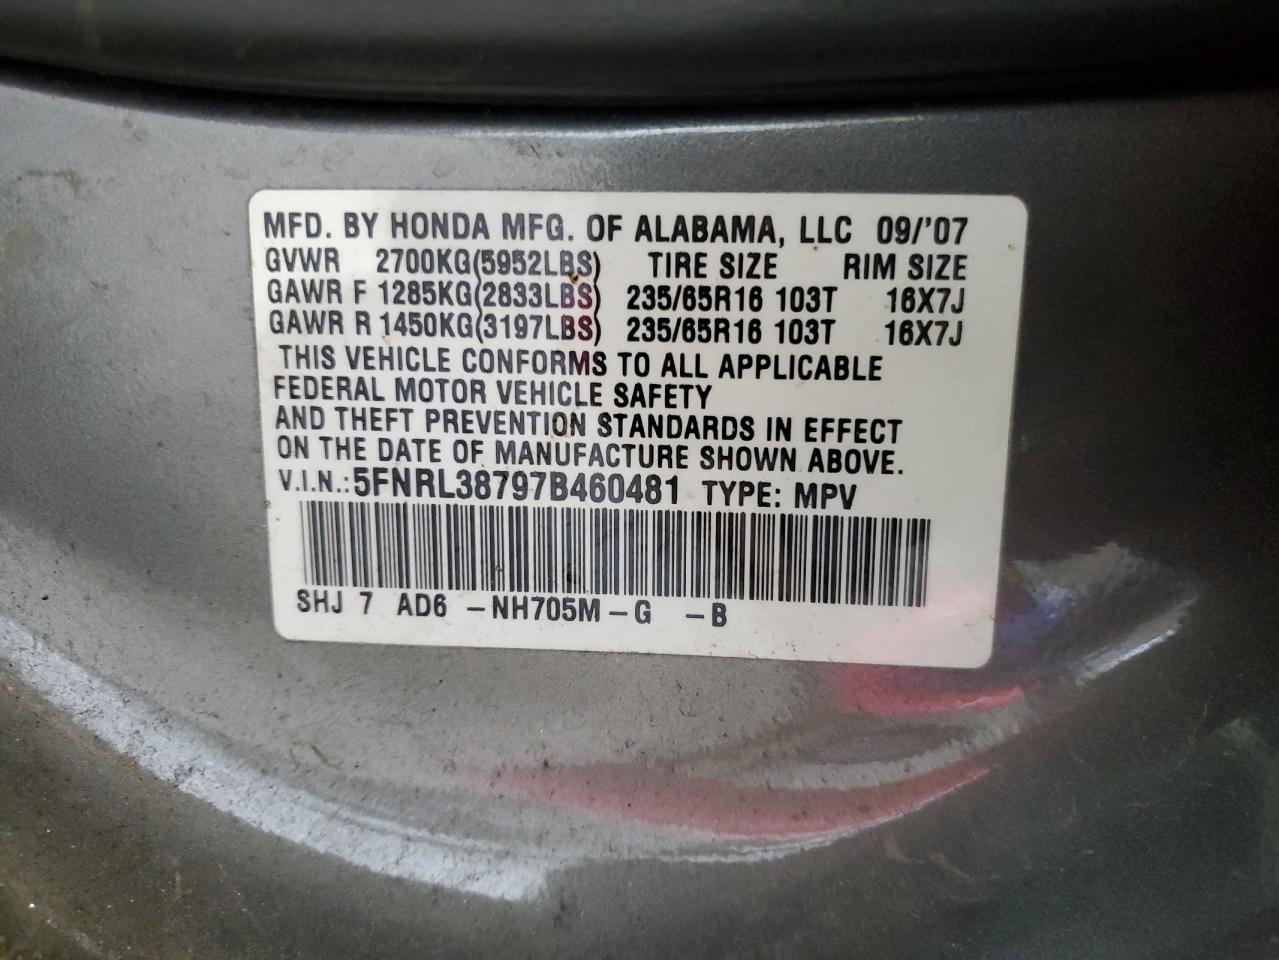 MFD. BY HONDA MFG. OF ALABAMA, LLC 09/'07
GVWR 2700KG(5952LBS) TIRE SIZE RIM SIZE
GAWR F 1285KG(2833LBS) 235/65R16 103T 16X7J
GAWR R 1450KG(3197LBS) 235/65R16 103T 16X7J
THIS VEHICLE CONFORMS TO ALL APPLICABLE
FEDERAL MOTOR VEHICLE SAFETY
AND THEFT PREVENTION STANDARDS IN EFFECT
ON THE DATE OF MANUFACTURE SHOWN ABOVE.
V.I.N.: 5FNRL38797B460481 TYPE: MPV
SHJ 7 AD6 -NH705M-G -B